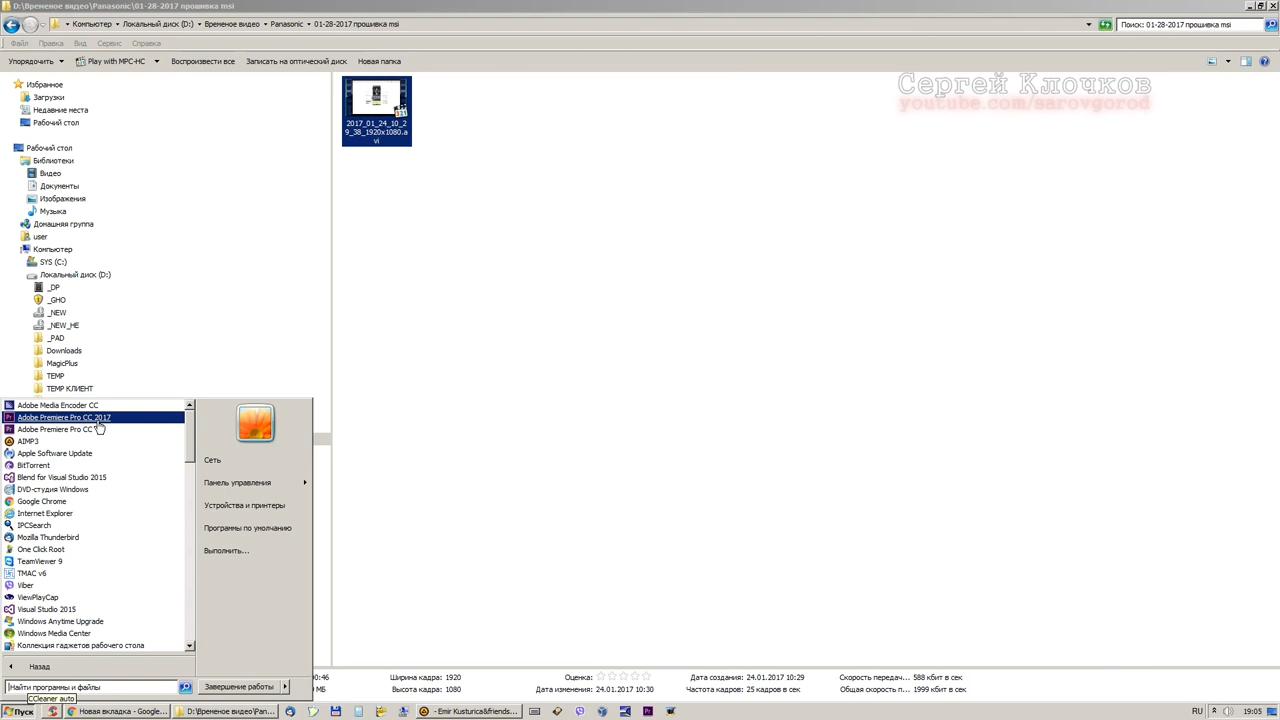 D:\Временое видео\Panasonic\01-28-2017 прошивка msi
Компьютер ▸ Локальный диск (D:) ▸ Временое видео ▸ Panasonic ▸ 01-28-2017 прошивка msi
Поиск: 01-28-2017 прошивка msi
Файл Правка Вид Сервис Справка
Упорядочить Play with MPC-HC Воспроизвести все Записать на оптический диск Новая папка
Сергей Клочков
youtube.com/sarovgorod
2017_01_24_10_2
9_38_1920x1080.a
vi
Избранное
Загрузки
Недавние места
Рабочий стол
Рабочий стол
Библиотеки
Видео
Документы
Изображения
Музыка
Домашняя группа
user
Компьютер
SYS (C:)
Локальный диск (D:)
_DP
_GHO
_NEW
_NEW_HE
_PAD
Downloads
MagicPlus
TEMP
TEMP КЛИЕНТ
Adobe Media Encoder CC
Adobe Premiere Pro CC 2017
Adobe Premiere Pro CC
AIMP3
Apple Software Update
BitTorrent
Blend for Visual Studio 2015
DVD-студия Windows
Google Chrome
Internet Explorer
IPCSearch
Mozilla Thunderbird
One Click Root
TeamViewer 9
TMAC v6
Viber
ViewPlayCap
Visual Studio 2015
Windows Anytime Upgrade
Windows Media Center
Коллекция гаджетов рабочего стола
Назад
Найти программы и файлы
CCleaner auto
Сеть
Панель управления
Устройства и принтеры
Программы по умолчанию
Выполнить...
Завершение работы
:00:46 Ширина кадра: 1920 Оценка: Дата создания: 24.01.2017 10:29 Скорость передач... 588 кбит в сек
МБ Высота кадра: 1080 Дата изменения: 24.01.2017 10:30 Частота кадров: 25 кадров в сек Общая скорость п... 1999 кбит в сек
Пуск Новая вкладка - Google... D:\Временое видео\Pan... - Emir Kusturica&friends... RU 19:05